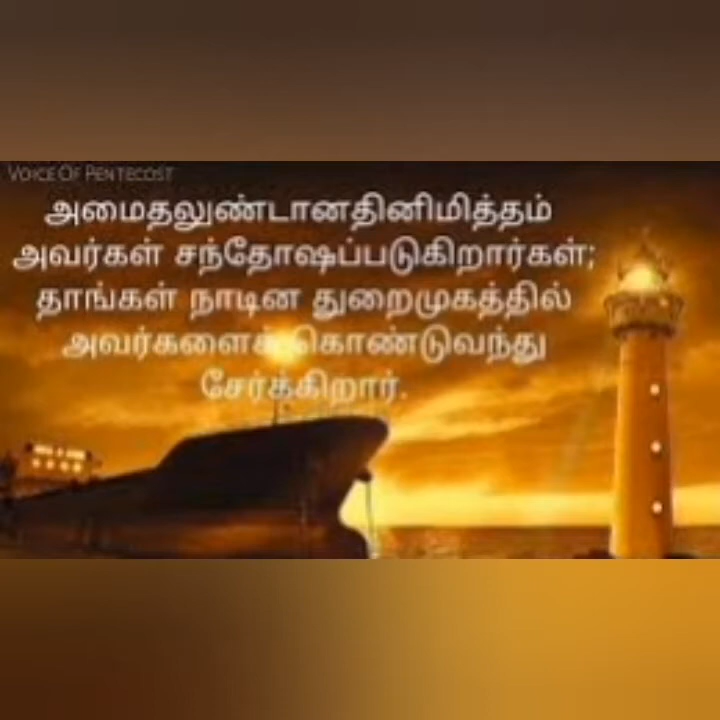 VOICE OF PENTECOST
அமைதலுண்டானதினிமித்தம்
அவர்கள் சந்தோஷப்படுகிறார்கள்;
தாங்கள் நாடின துறைமுகத்தில்
அவர்களைக் கொண்டுவந்து
சேர்க்கிறார்.